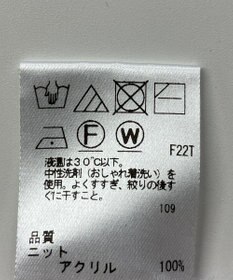 F W F22T
液温は30℃以下。
中性洗剤(おしゃれ着洗い)を
使用。よくすすぎ、絞りの後す
ぐに干すこと。
109
品質
ニット
アクリル 100%